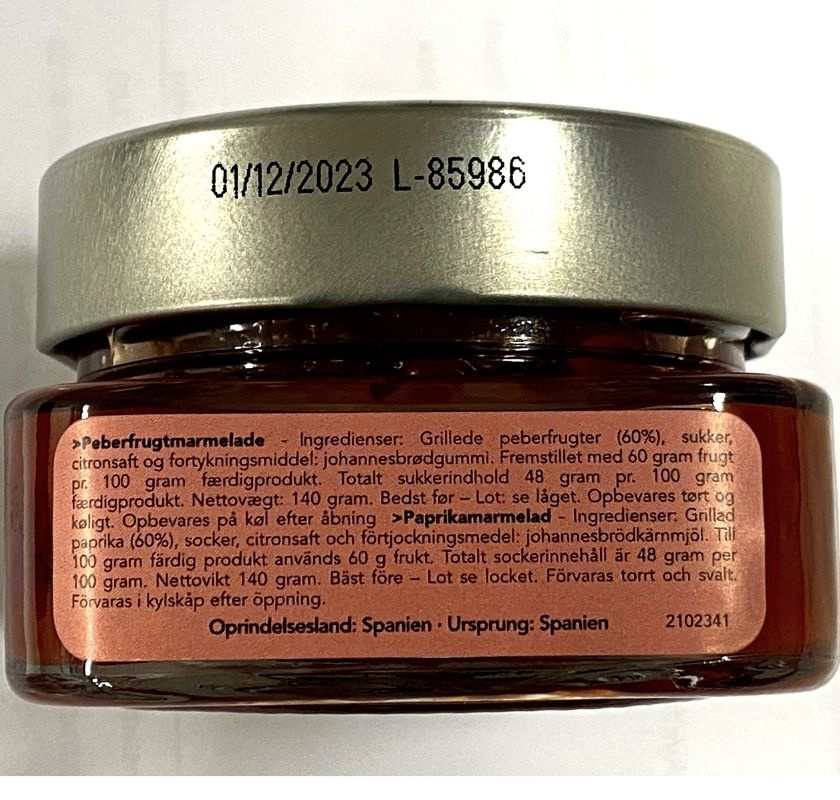 01/12/2023 L-85986
>Peberfrugtmarmelade - Ingredienser: Grillede peberfrugter (60%), sukker,
citronsaft og fortykningsmiddel: johannesbrødgummi. Fremstillet med 60 gram frugt
pr. 100 gram færdigprodukt. Totalt sukkerindhold 48 gram pr. 100 gram
færdigprodukt. Nettovægt: 140 gram. Bedst før – Lot: se låget. Opbevares tørt og
køligt. Opbevares på køl efter åbning >Paprikamarmelad - Ingredienser: Grillad
paprika (60%), socker, citronsaft och förtjockningsmedel: johannesbrödkärnmjöl. Till
100 gram färdig produkt används 60 g frukt. Totalt sockerinnehåll är 48 gram per
100 gram. Nettovikt 140 gram. Bäst före – Lot se locket. Förvaras torrt och svalt.
Förvaras i kylskåp efter öppning.
Oprindelsesland: Spanien · Ursprung: Spanien 2102341